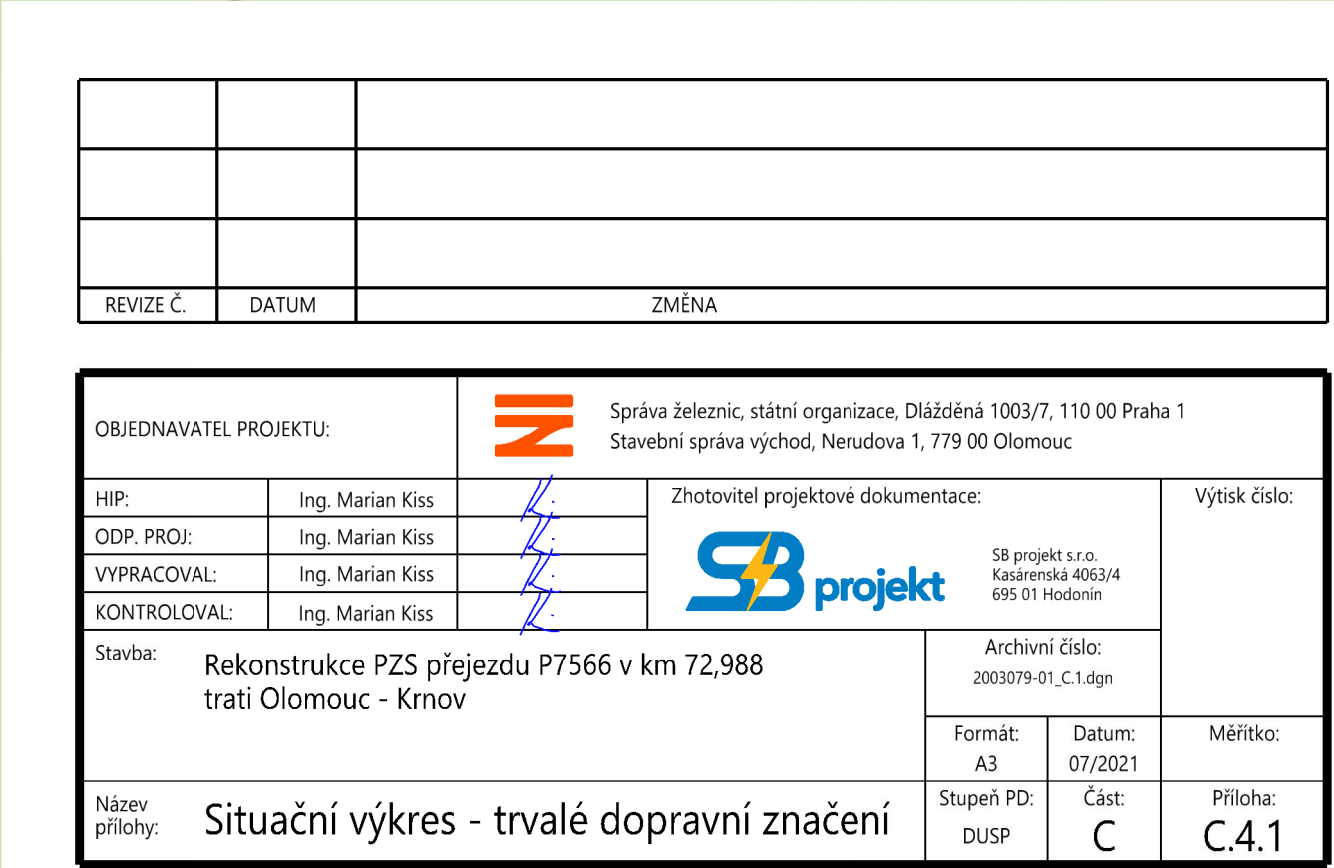 REVIZE Č. DATUM ZMĚNA
OBJEDNAVATEL PROJEKTU:
Správa železnic, státní organizace, Dlážděná 1003/7, 110 00 Praha 1
Stavební správa východ, Nerudova 1, 779 00 Olomouc
HIP: Ing. Marian Kiss
ODP. PROJ: Ing. Marian Kiss
VYPRACOVAL: Ing. Marian Kiss
KONTROLOVAL: Ing. Marian Kiss
Zhotovitel projektové dokumentace:
SB projekt
SB projekt s.r.o.
Kasárenská 4063/4
695 01 Hodonín
Výtisk číslo:
Stavba:
Rekonstrukce PZS přejezdu P7566 v km 72,988
trati Olomouc - Krnov
Archivní číslo:
2003079-01_C.1.dgn
Formát:
A3
Datum:
07/2021
Měřítko:
Název
přílohy:
Situační výkres - trvalé dopravní značení
Stupeň PD:
DUSP
Část:
C
Příloha:
C.4.1